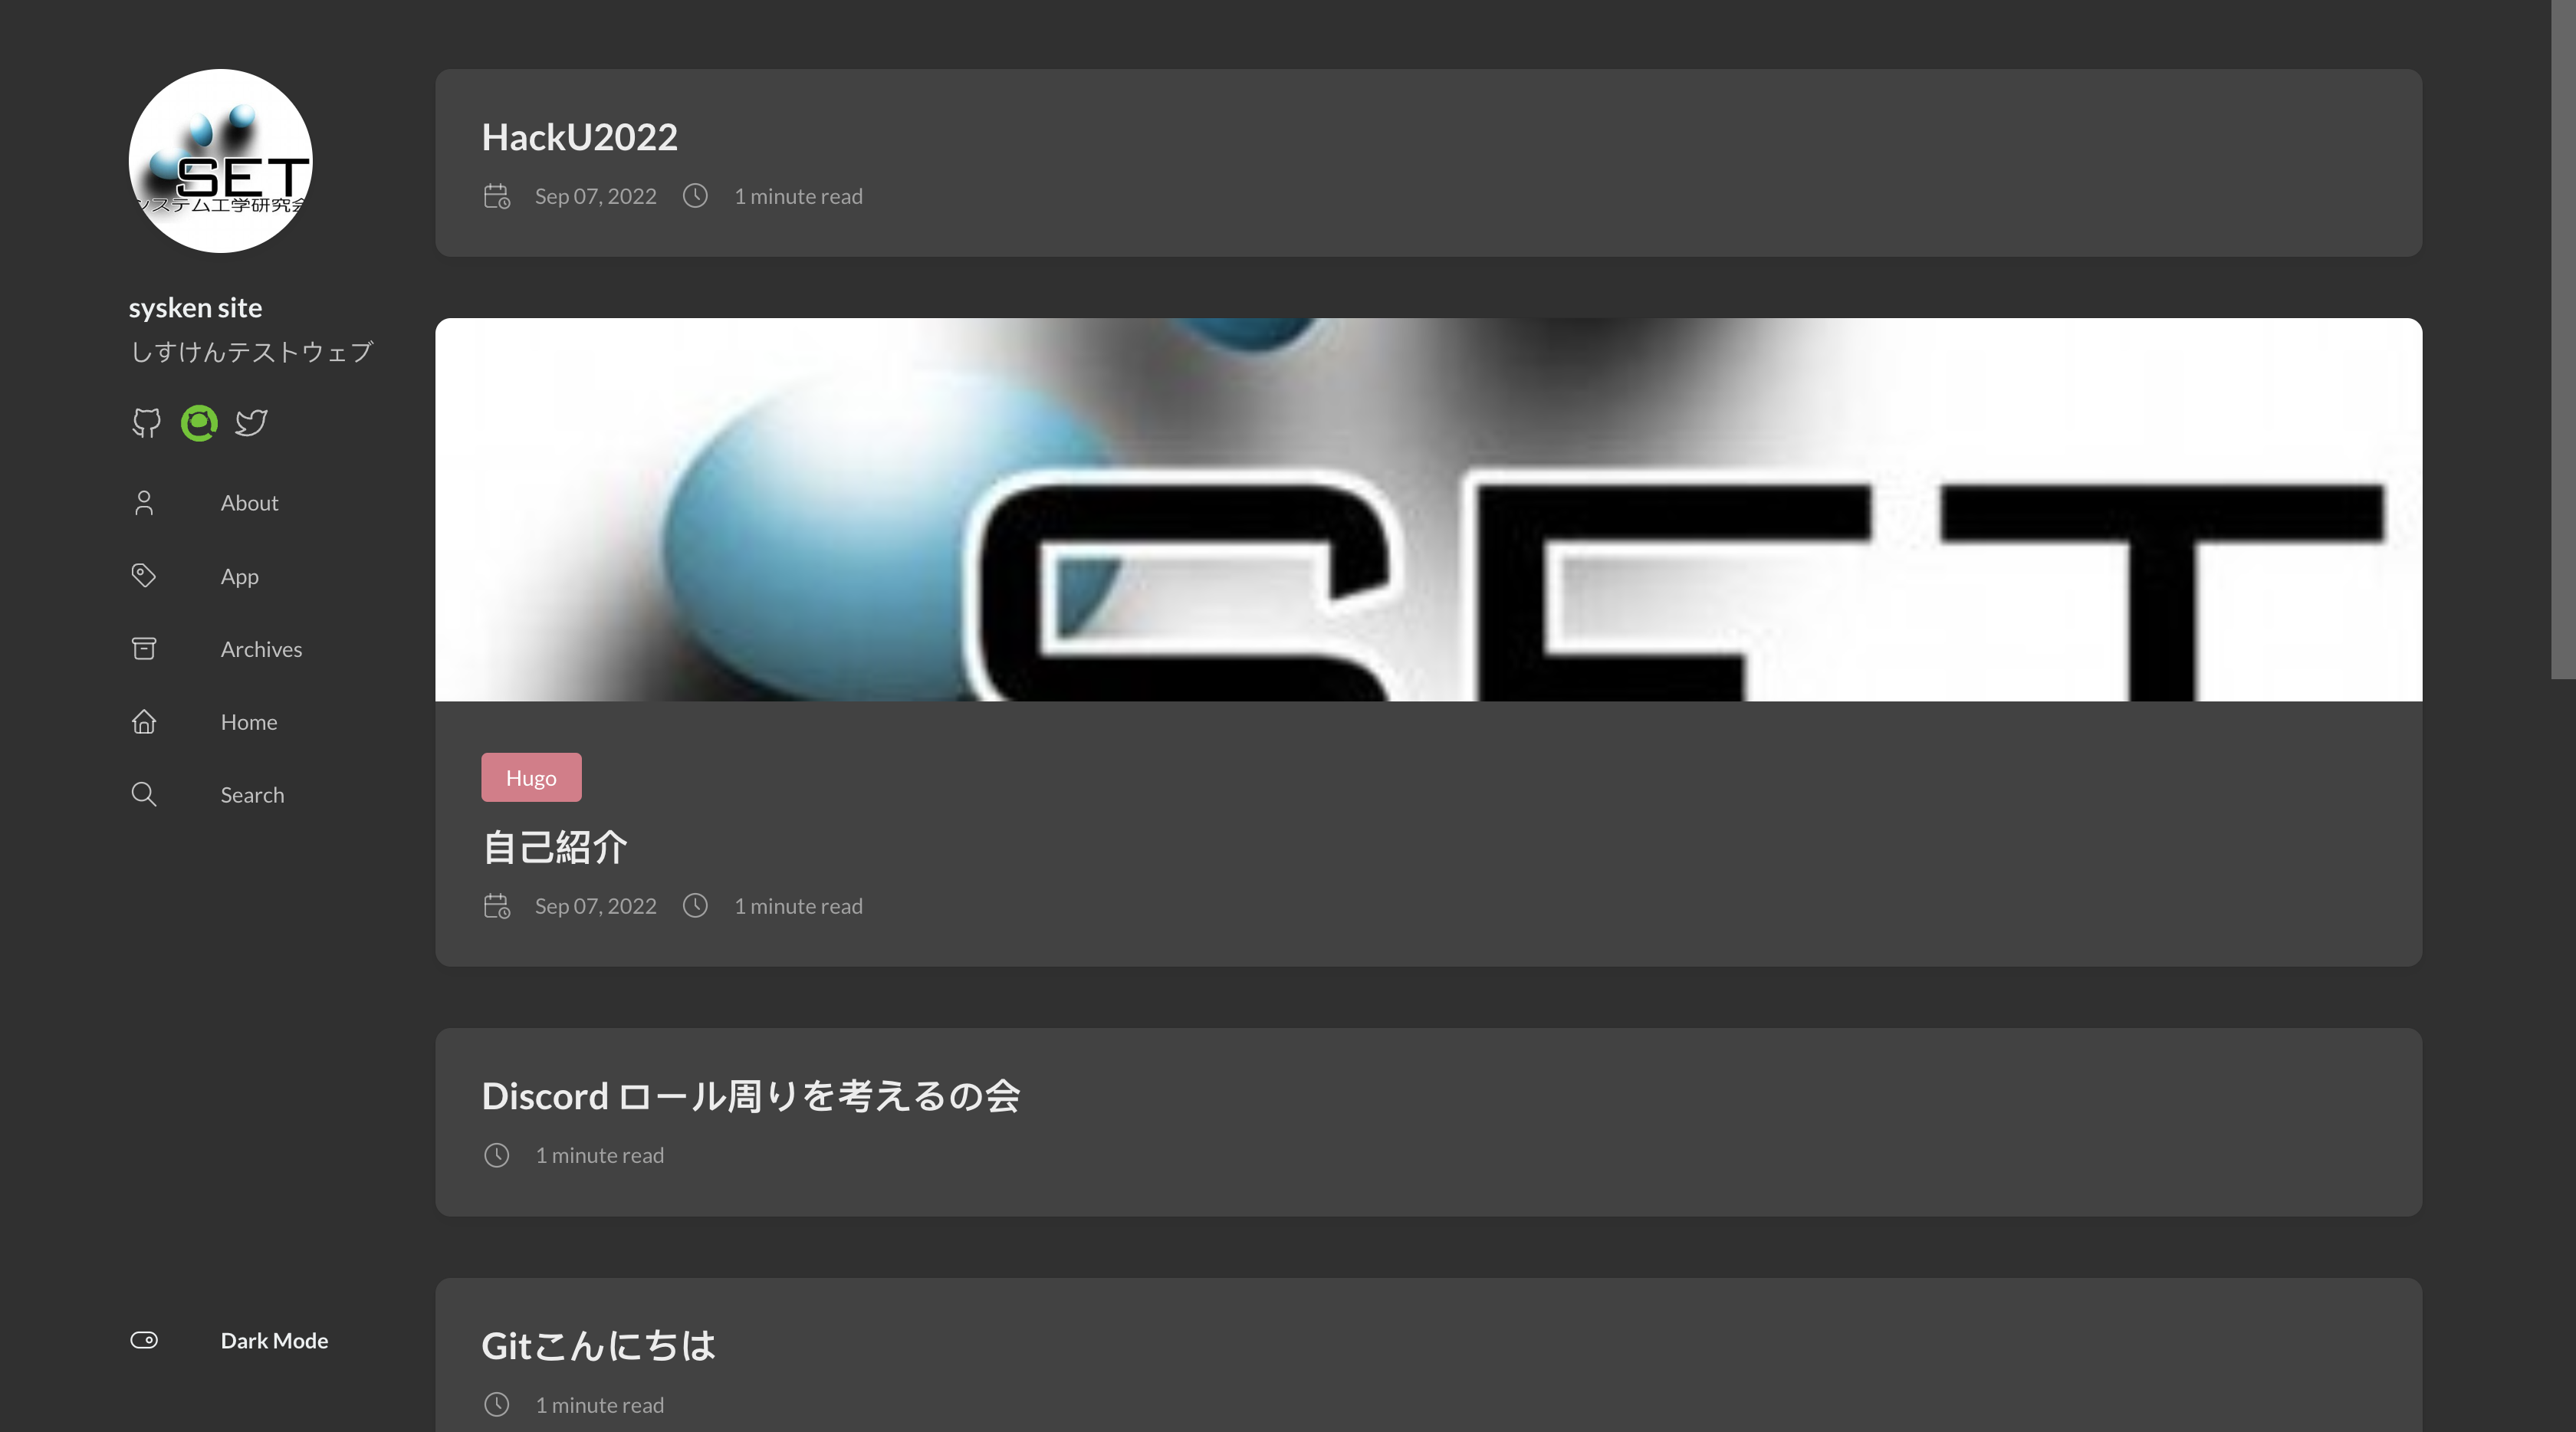 SET
システム工学研究会
sysken site
しすけんテストウェブ
About
App
Archives
Home
Search
Dark Mode
HackU2022
Sep 07, 2022 1 minute read
SET
Hugo
自己紹介
Sep 07, 2022 1 minute read
Discord ロール周りを考えるの会
1 minute read
Gitこんにちは
1 minute read